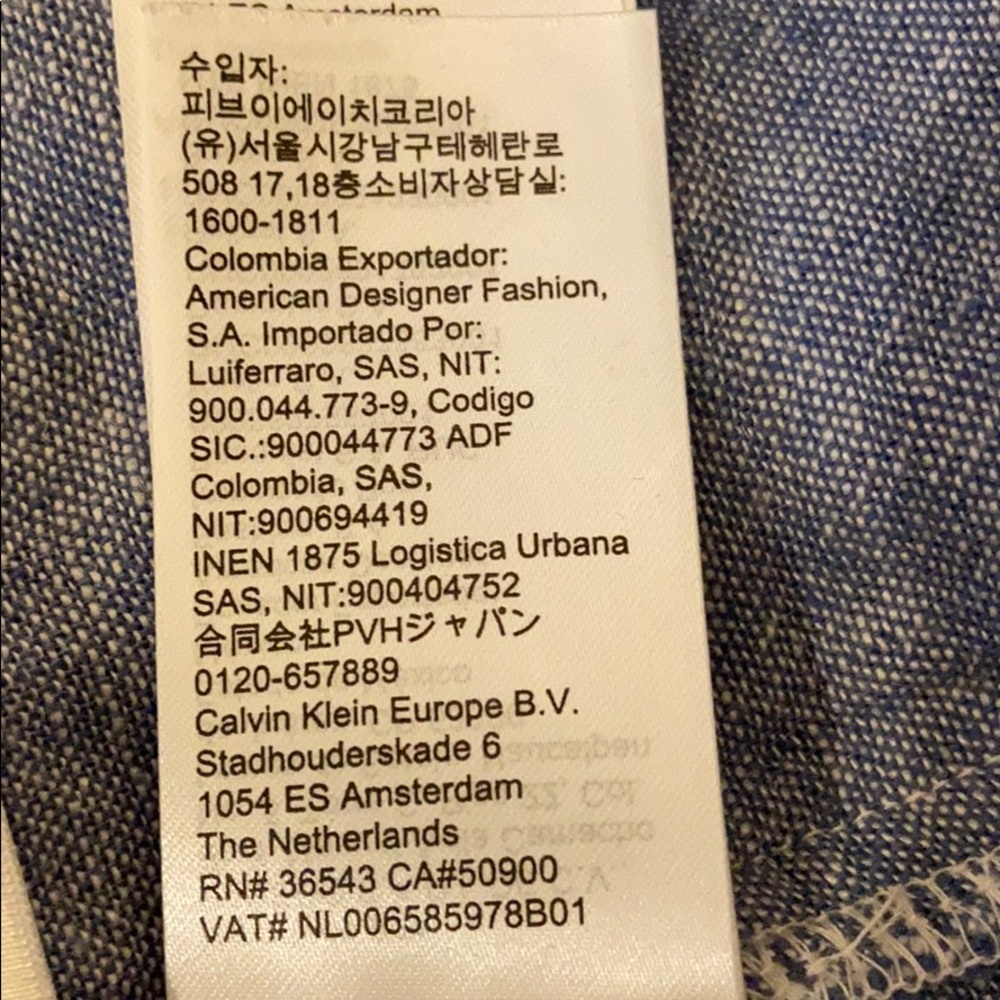 ES Amsterdam
수입자:
피브이에이치코리아
(유)서울시강남구테헤란로
508 17,18층소비자상담실:
1600-1811
Colombia Exportador:
American Designer Fashion,
S.A. Importado Por:
Luiferraro, SAS, NIT:
900.044.773-9, Codigo
SIC.:900044773 ADF
Colombia, SAS,
NIT:900694419
INEN 1875 Logistica Urbana
SAS, NIT:900404752
合同会社PVHジャパン
0120-657889
Calvin Klein Europe B.V.
Stadhouderskade 6
1054 ES Amsterdam
The Netherlands
RN# 36543 CA#50900
VAT# NL006585978B01